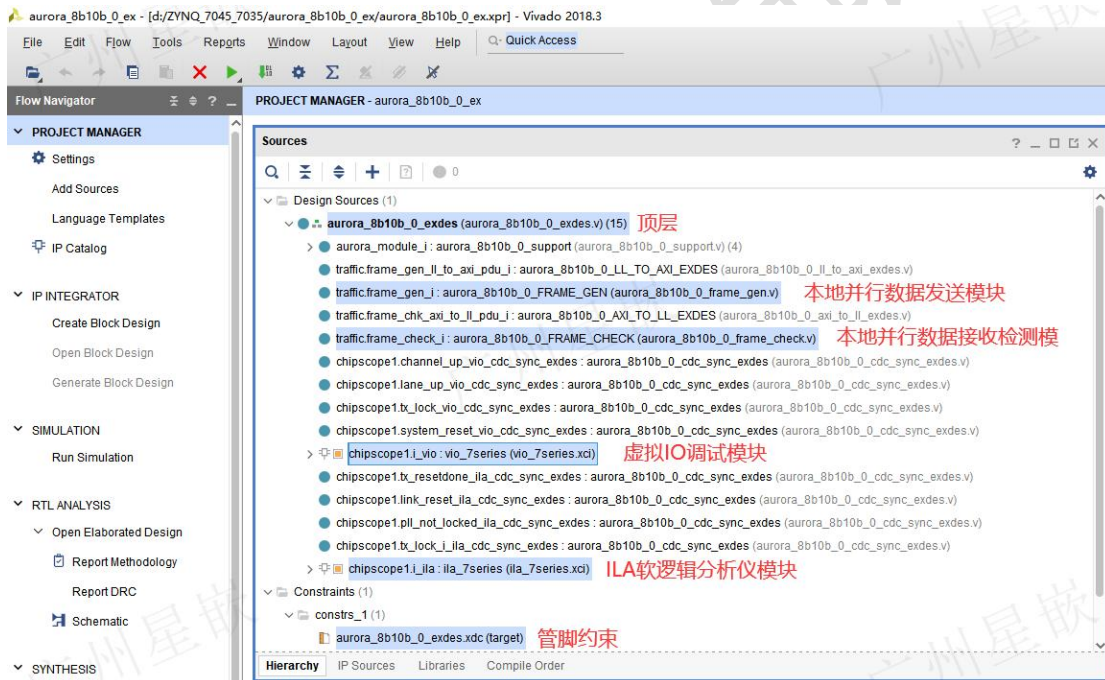 aurora_8b10b_0_ex - [d:/ZYNQ_7045_7035/aurora_8b10b_0_ex/aurora_8b10b_0_ex.xpr] - Vivado 2018.3
File Edit Flow Tools Reports Window Layout View Help Quick Access
Flow Navigator
PROJECT MANAGER - aurora_8b10b_0_ex
PROJECT MANAGER
Settings
Add Sources
Language Templates
IP Catalog
IP INTEGRATOR
Create Block Design
Open Block Design
Generate Block Design
SIMULATION
Run Simulation
RTL ANALYSIS
Open Elaborated Design
Report Methodology
Report DRC
Schematic
SYNTHESIS
Sources
0
Design Sources (1)
aurora_8b10b_0_exdes (aurora_8b10b_0_exdes.v) (15) 顶层
aurora_module_i : aurora_8b10b_0_support (aurora_8b10b_0_support.v) (4)
traffic.frame_gen_ll_to_axi_pdu_i : aurora_8b10b_0_LL_TO_AXI_EXDES (aurora_8b10b_0_ll_to_axi_exdes.v)
traffic.frame_gen_i : aurora_8b10b_0_FRAME_GEN (aurora_8b10b_0_frame_gen.v) 本地并行数据发送模块
traffic.frame_chk_axi_to_ll_pdu_i : aurora_8b10b_0_AXI_TO_LL_EXDES (aurora_8b10b_0_axi_to_ll_exdes.v)
traffic.frame_check_i : aurora_8b10b_0_FRAME_CHECK (aurora_8b10b_0_frame_check.v) 本地并行数据接收检测模
chipscope1.channel_up_vio_cdc_sync_exdes : aurora_8b10b_0_cdc_sync_exdes (aurora_8b10b_0_cdc_sync_exdes.v)
chipscope1.lane_up_vio_cdc_sync_exdes : aurora_8b10b_0_cdc_sync_exdes (aurora_8b10b_0_cdc_sync_exdes.v)
chipscope1.tx_lock_vio_cdc_sync_exdes : aurora_8b10b_0_cdc_sync_exdes (aurora_8b10b_0_cdc_sync_exdes.v)
chipscope1.system_reset_vio_cdc_sync_exdes : aurora_8b10b_0_cdc_sync_exdes (aurora_8b10b_0_cdc_sync_exdes.v)
chipscope1.i_vio : vio_7series (vio_7series.xci) 虚拟IO调试模块
chipscope1.tx_resetdone_ila_cdc_sync_exdes : aurora_8b10b_0_cdc_sync_exdes (aurora_8b10b_0_cdc_sync_exdes.v)
chipscope1.link_reset_ila_cdc_sync_exdes : aurora_8b10b_0_cdc_sync_exdes (aurora_8b10b_0_cdc_sync_exdes.v)
chipscope1.pll_not_locked_ila_cdc_sync_exdes : aurora_8b10b_0_cdc_sync_exdes (aurora_8b10b_0_cdc_sync_exdes.v)
chipscope1.tx_lock_i_ila_cdc_sync_exdes : aurora_8b10b_0_cdc_sync_exdes (aurora_8b10b_0_cdc_sync_exdes.v)
chipscope1.i_ila : ila_7series (ila_7series.xci) ILA软逻辑分析仪模块
Constraints (1)
constrs_1 (1)
aurora_8b10b_0_exdes.xdc (target) 管脚约束
Hierarchy IP Sources Libraries Compile Order
广州星嵌